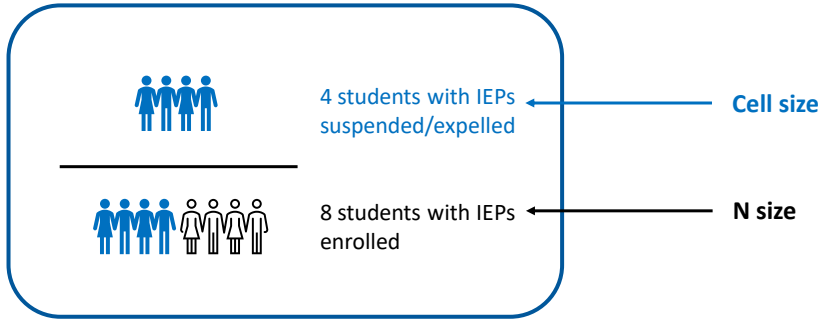 4 students with IEPs
suspended/expelled
Cell size
8 students with IEPs
enrolled
N size